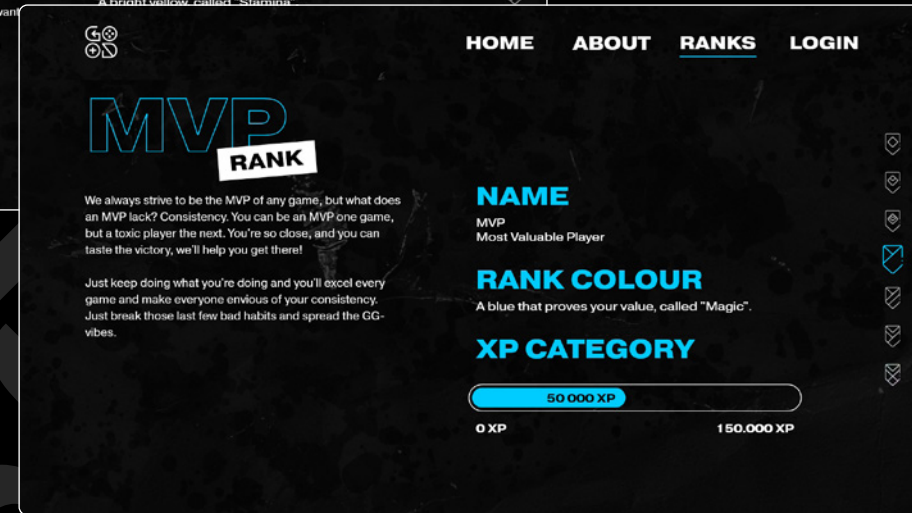 want
A bright yellow, called "Stamina".
HOME
ABOUT
RANKS
LOGIN
MVP
RANK
We always strive to be the MVP of any game, but what does
an MVP lack? Consistency. You can be an MVP one game,
but a toxic player the next. You're so close, and you can
taste the victory, we'll help you get there!
Just keep doing what you're doing and you'll excel every
game and make everyone envious of your consistency.
Just break those last few bad habits and spread the GG-
vibes.
NAME
MVP
Most Valuable Player
RANK COLOUR
A blue that proves your value, called "Magic".
XP CATEGORY
50 000 XP
0 XP
150.000 XP